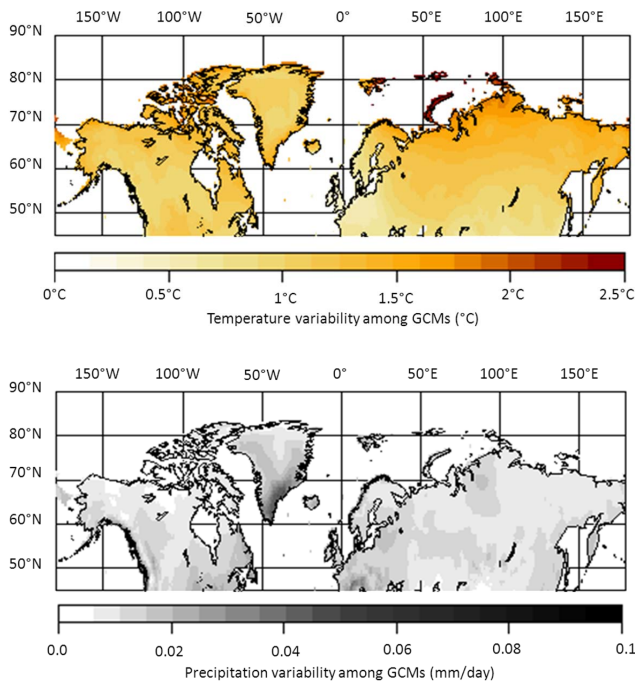 150°W 100°W 50°W 0° 50°E 100°E 150°E
90°N
80°N
70°N
60°N
50°N
0°C 0.5°C 1°C 1.5°C 2°C 2.5°C
Temperature variability among GCMs (°C)
150°W 100°W 50°W 0° 50°E 100°E 150°E
90°N
80°N
70°N
60°N
50°N
0.0 0.02 0.04 0.06 0.08 0.1
Precipitation variability among GCMs (mm/day)